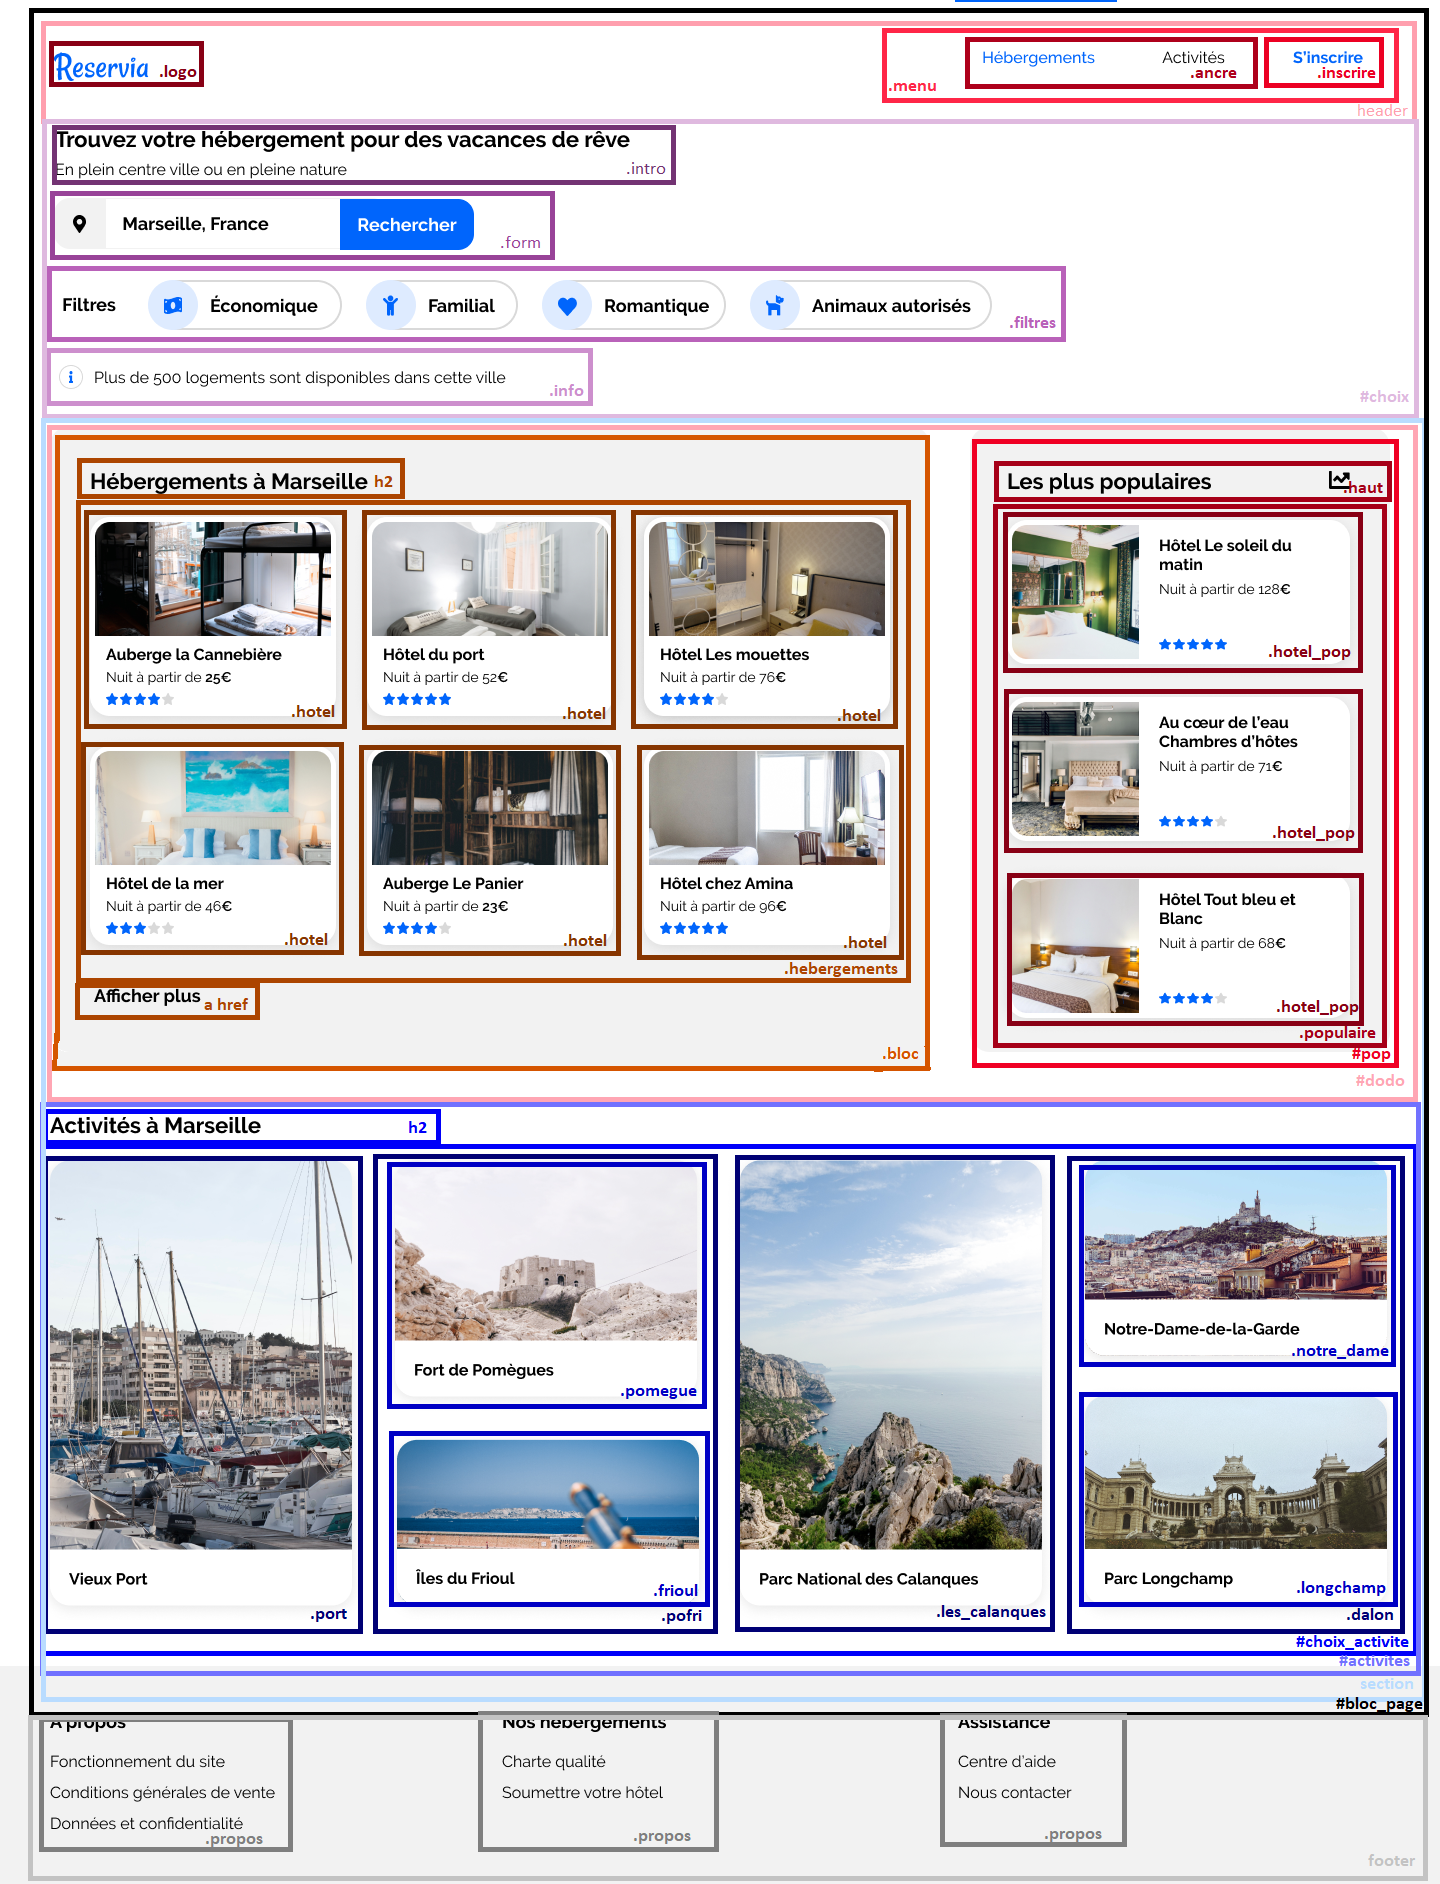 Reservia .logo
Hébergements Activités S'inscrire
.ancre .inscrire
.menu
header
Trouvez votre hébergement pour des vacances de rêve
En plein centre ville ou en pleine nature .intro
Marseille, France Rechercher
.form
Filtres Économique Familial Romantique Animaux autorisés
.filtres
Plus de 500 logements sont disponibles dans cette ville
.info
#choix
Hébergements à Marseille h2
Auberge la Cannebière
Nuit à partir de 25€
.hotel
Hôtel du port
Nuit à partir de 52€
.hotel
Hôtel Les mouettes
Nuit à partir de 76€
.hotel
Hôtel de la mer
Nuit à partir de 46€
.hotel
Auberge Le Panier
Nuit à partir de 23€
.hotel
Hôtel chez Amina
Nuit à partir de 96€
.hotel
.hebergements
Afficher plus a href
.bloc
Les plus populaires
.haut
Hôtel Le soleil du
matin
Nuit à partir de 128€
.hotel_pop
Au cœur de l'eau
Chambres d'hôtes
Nuit à partir de 71€
.hotel_pop
Hôtel Tout bleu et
Blanc
Nuit à partir de 68€
.hotel_pop
.populaire
#pop
#dodo
Activités à Marseille h2
Vieux Port
.port
Fort de Pomègues
.pomegue
Îles du Frioul
.frioul
.pofri
Parc National des Calanques
.les_calanques
Notre-Dame-de-la-Garde
.notre_dame
Parc Longchamp
.longchamp
.dalon
#choix_activite
#activites
section
#bloc_page
A propos
Fonctionnement du site
Conditions générales de vente
Données et confidentialité
.propos
Nos hébergements
Charte qualité
Soumettre votre hôtel
.propos
Assistance
Centre d'aide
Nous contacter
.propos
footer